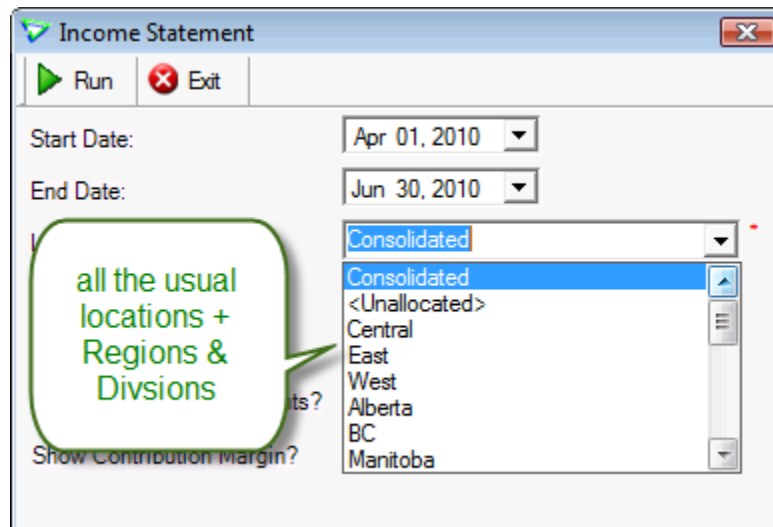 Income Statement
Run Exit
Start Date: Apr 01, 2010
End Date: Jun 30, 2010
Consolidated *
Consolidated
<Unallocated>
Central
East
West
Alberta
BC
Manitoba
all the usual
locations +
Regions &
Divsions
Show Contribution Margin?